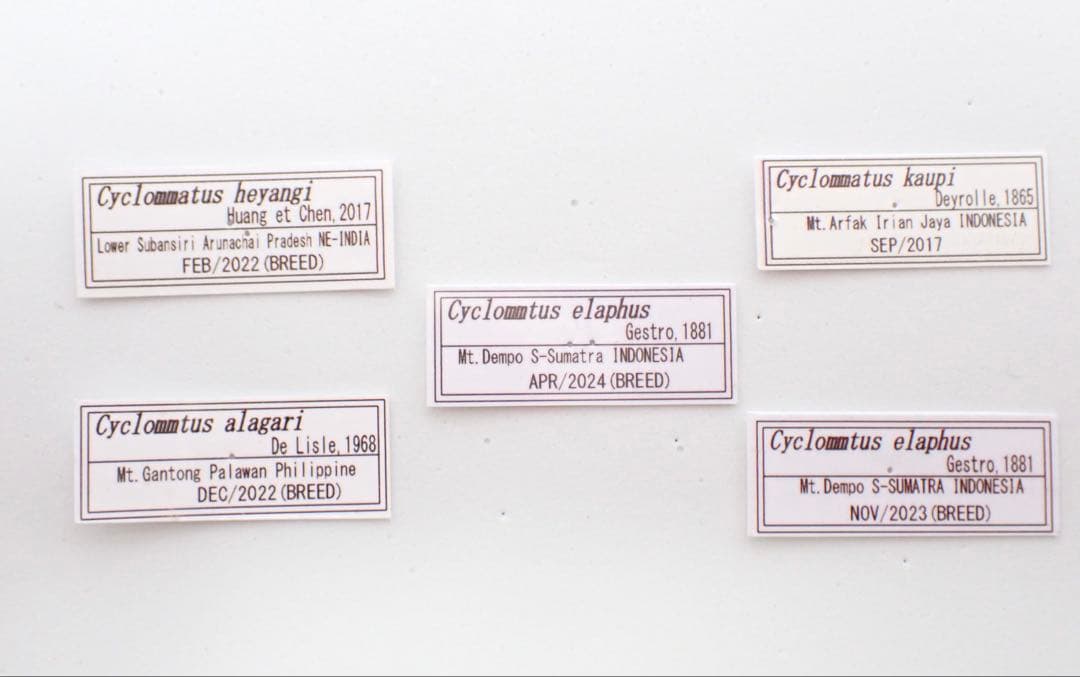 Cyclommatus heyangi
Huang et Chen, 2017
Lower Subansiri Arunachai Pradesh NE-INDIA
FEB/2022(BREED)
Cyclommatus kaupi
Deyrolle, 1865
Mt.Arfak Irian Jaya INDONESIA
SEP/2017
Cyclommtus elaphus
Gestro, 1881
Mt.Dempo S-Sumatra INDONESIA
APR/2024(BREED)
Cyclommtus alagari
De Lisle, 1968
Mt.Gantong Palawan Philippine
DEC/2022(BREED)
Cyclommtus elaphus
Gestro, 1881
Mt.Dempo S-SUMATRA INDONESIA
NOV/2023(BREED)